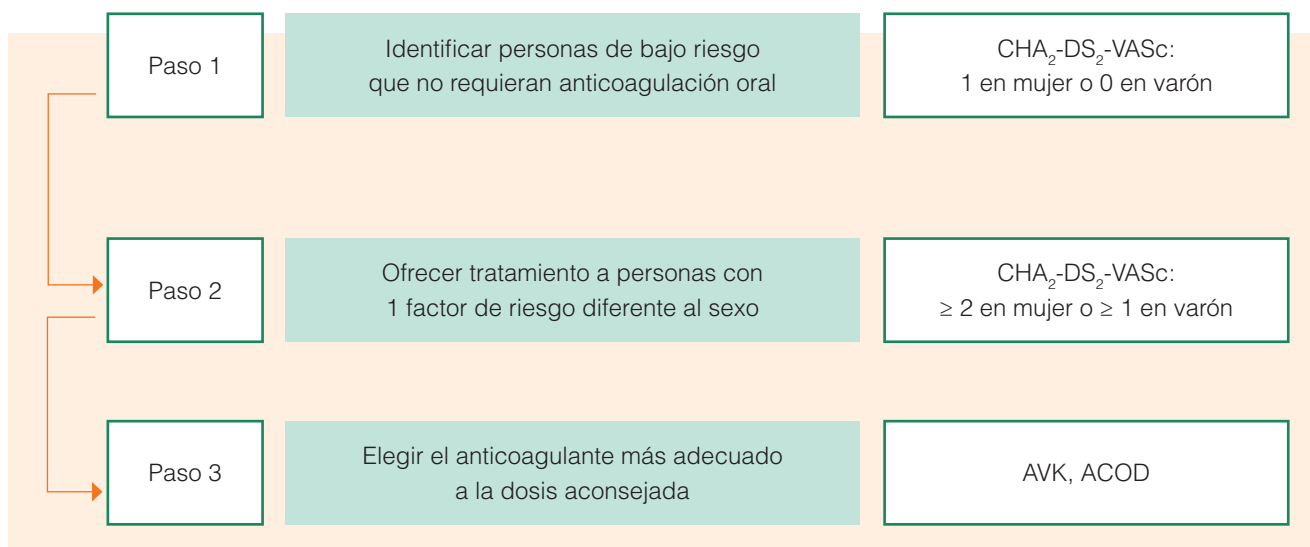 Paso 1
Identificar personas de bajo riesgo
que no requieran anticoagulación oral
CHA₂-DS₂-VASc:
1 en mujer o 0 en varón
Paso 2
Ofrecer tratamiento a personas con
1 factor de riesgo diferente al sexo
CHA₂-DS₂-VASc:
≥ 2 en mujer o ≥ 1 en varón
Paso 3
Elegir el anticoagulante más adecuado
a la dosis aconsejada
AVK, ACOD